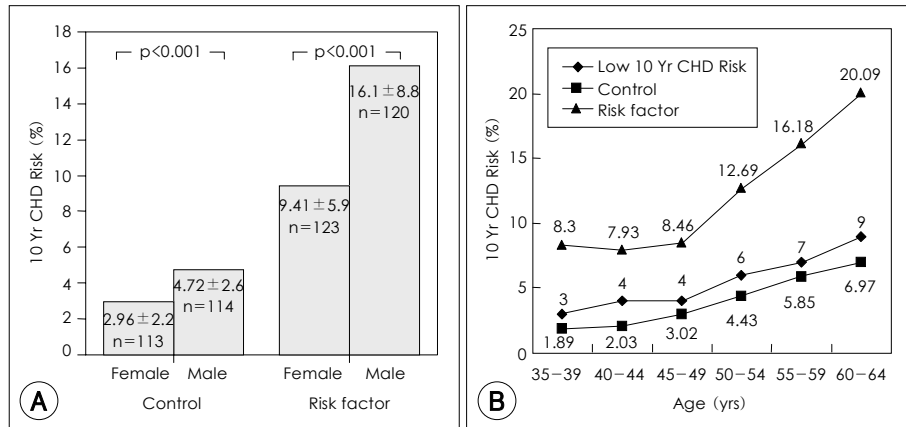 18
16
14
12
10
8
6
4
2
0
10 Yr CHD Risk (%)
p<0.001
p<0.001
2.96±2.2
n=113
4.72±2.6
n=114
9.41±5.9
n=123
16.1±8.8
n=120
Female Male Female Male
Control Risk factor
A
25
20
15
10
5
0
10 Yr CHD Risk (%)
Low 10 Yr CHD Risk
Control
Risk factor
8.3
7.93
8.46
12.69
16.18
20.09
3
4
4
6
7
9
1.89
2.03
3.02
4.43
5.85
6.97
35−39 40−44 45−49 50−54 55−59 60−64
Age (yrs)
B